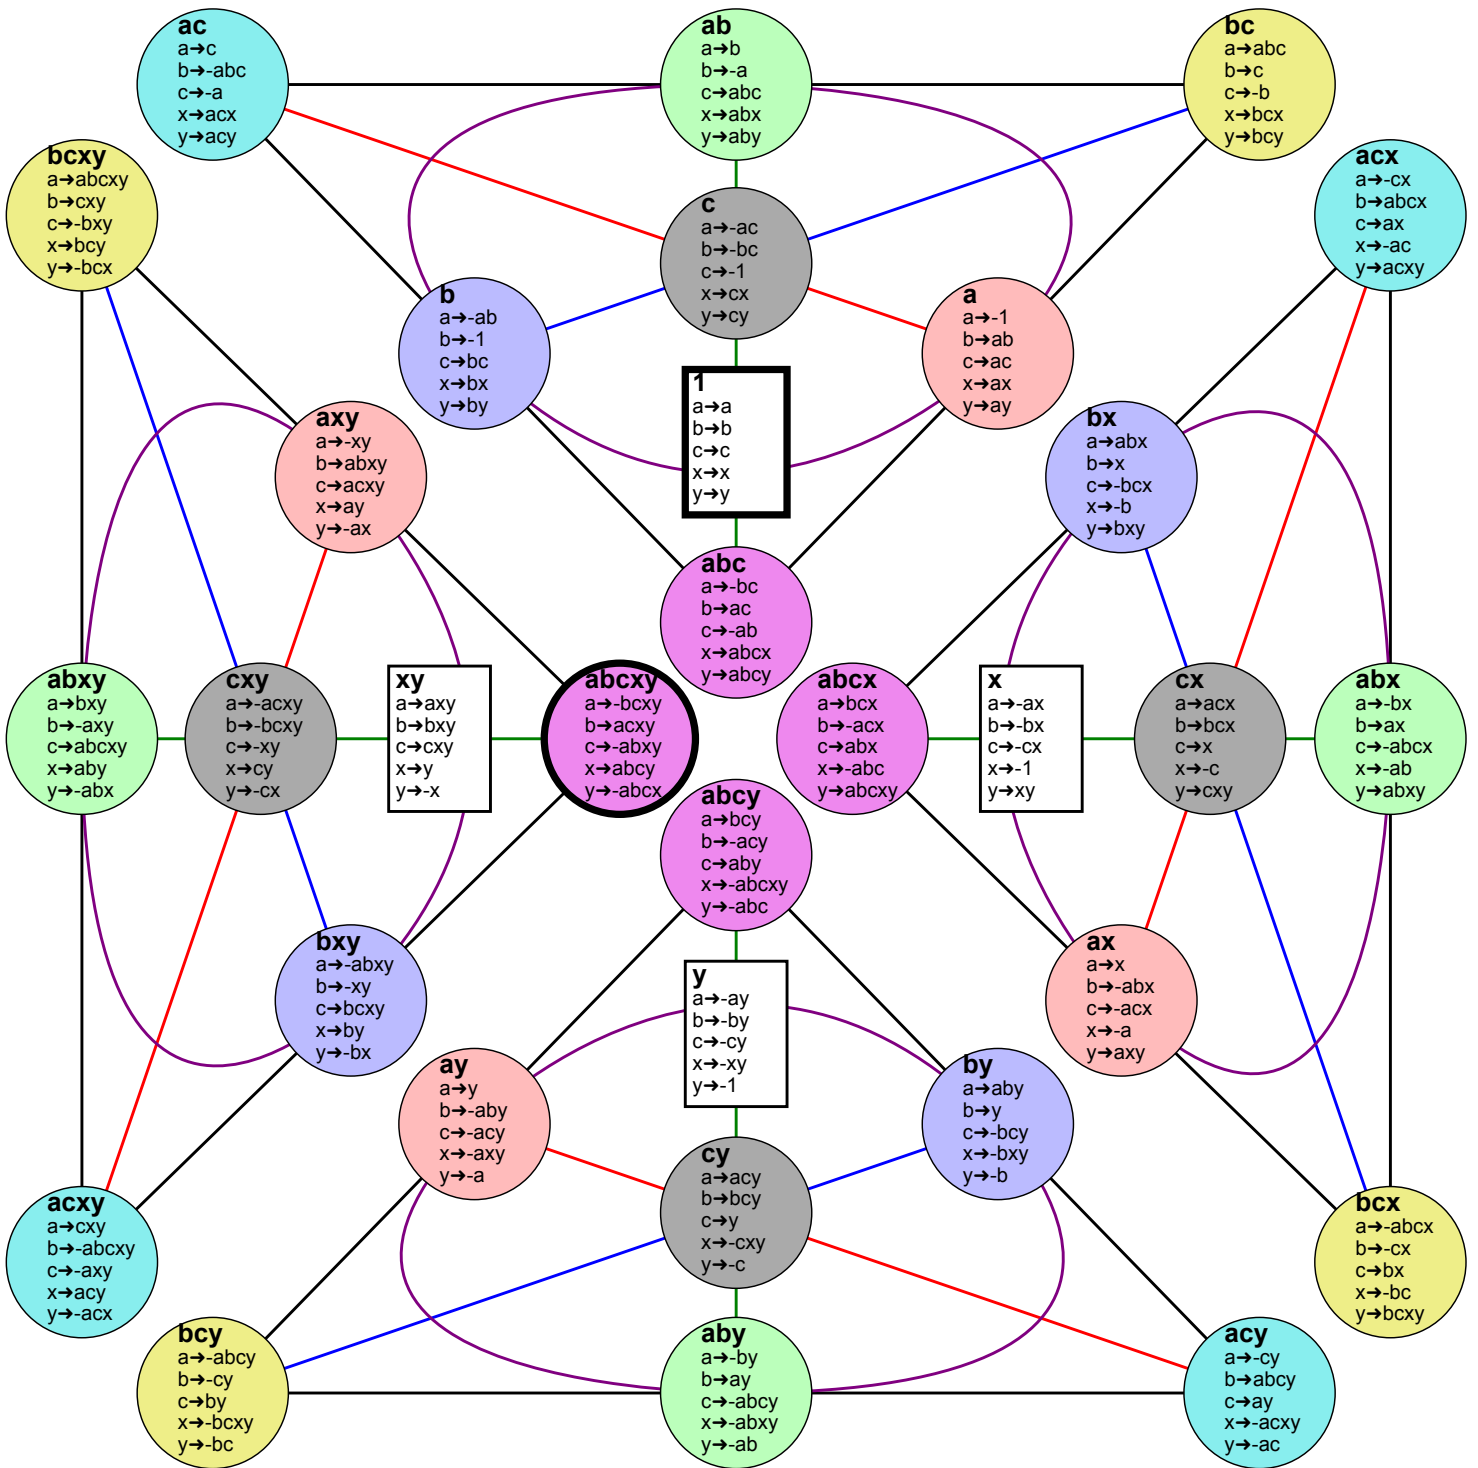 ac
a→c
b→-abc
c→-a
x→acx
y→acy
ab
a→b
b→-a
c→abc
x→abx
y→aby
bc
a→abc
b→c
c→-b
x→bcx
y→bcy
bcxy
a→abcxy
b→cxy
c→-bxy
x→bcy
y→-bcx
acx
a→-cx
b→abcx
c→ax
x→-ac
y→acxy
c
a→-ac
b→-bc
c→-1
x→cx
y→cy
b
a→-ab
b→-1
c→bc
x→bx
y→by
a
a→-1
b→ab
c→ac
x→ax
y→ay
1
a→a
b→b
c→c
x→x
y→y
axy
a→-xy
b→abxy
c→acxy
x→ay
y→-ax
bx
a→abx
b→x
c→-bcx
x→-b
y→bxy
abc
a→-bc
b→ac
c→-ab
x→abcx
y→abcy
abxy
a→bxy
b→-axy
c→abcxy
x→aby
y→-abx
cxy
a→-acxy
b→-bcxy
c→-xy
x→cy
y→-cx
xy
a→axy
b→bxy
c→cxy
x→y
y→-x
abcxy
a→-bcxy
b→acxy
c→-abxy
x→abcy
y→-abcx
abcx
a→bcx
b→-acx
c→abx
x→-abc
y→abcxy
x
a→-ax
b→-bx
c→-cx
x→-1
y→xy
cx
a→acx
b→bcx
c→x
x→-c
y→cxy
abx
a→-bx
b→ax
c→-abcx
x→-ab
y→abxy
abcy
a→bcy
b→-acy
c→aby
x→-abcxy
y→-abc
bxy
a→-abxy
b→-xy
c→bcxy
x→by
y→-bx
y
a→-ay
b→-by
c→-cy
x→-xy
y→-1
ax
a→x
b→-abx
c→-acx
x→-a
y→axy
ay
a→y
b→-aby
c→-acy
x→-axy
y→-a
by
a→aby
b→y
c→-bcy
x→-bxy
y→-b
cy
a→acy
b→bcy
c→y
x→-cxy
y→-c
acxy
a→cxy
b→-abcxy
c→-axy
x→acy
y→-acx
bcx
a→-abcx
b→-cx
c→bx
x→-bc
y→bcxy
bcy
a→-abcy
b→-cy
c→by
x→-bcxy
y→-bc
aby
a→-by
b→ay
c→-abcy
x→-abxy
y→-ab
acy
a→-cy
b→abcy
c→ay
x→-acxy
y→-ac